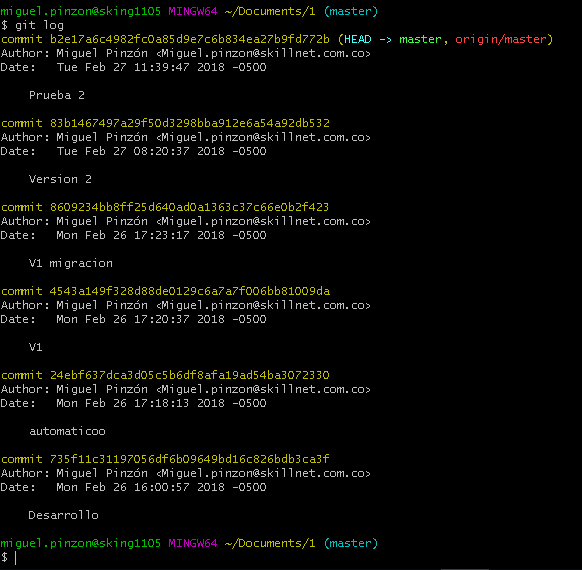 miguel.pinzon@sking1105 MINGW64 ~/Documents/1 (master)
$ git log
commit b2e17a6c4982fc0a85d9e7c6b834ea27b9fd772b (HEAD -> master, origin/master)
Author: Miguel Pinzón <Miguel.pinzon@skillnet.com.co>
Date:   Tue Feb 27 11:39:47 2018 -0500
    Prueba 2
commit 83b1467497a29f50d3298bba912e6a54a92db532
Author: Miguel Pinzón <Miguel.pinzon@skillnet.com.co>
Date:   Tue Feb 27 08:20:37 2018 -0500
    Version 2
commit 8609234bb8ff25d640ad0a1363c37c66e0b2f423
Author: Miguel Pinzón <Miguel.pinzon@skillnet.com.co>
Date:   Mon Feb 26 17:23:17 2018 -0500
    V1 migracion
commit 4543a149f328d88de0129c6a7a7f006bb81009da
Author: Miguel Pinzón <Miguel.pinzon@skillnet.com.co>
Date:   Mon Feb 26 17:20:37 2018 -0500
    V1
commit 24ebf637dca3d05c5b6df8afa19ad54ba3072330
Author: Miguel Pinzón <Miguel.pinzon@skillnet.com.co>
Date:   Mon Feb 26 17:18:13 2018 -0500
    automaticoo
commit 735f11c31197056df6b09649bd16c826bdb3ca3f
Author: Miguel Pinzón <Miguel.pinzon@skillnet.com.co>
Date:   Mon Feb 26 16:00:57 2018 -0500
    Desarrollo
miguel.pinzon@sking1105 MINGW64 ~/Documents/1 (master)
$